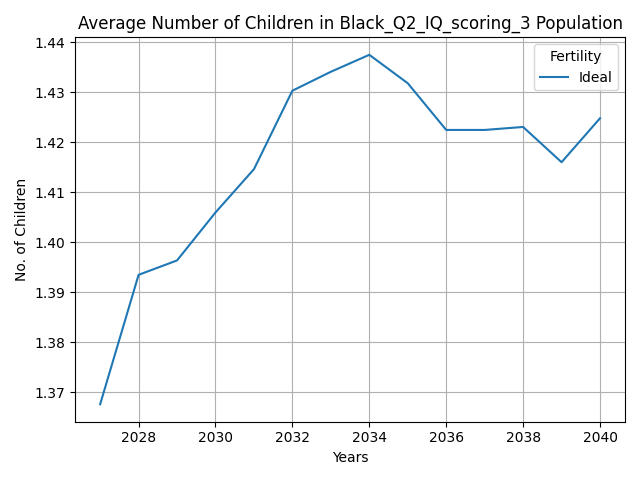 Average Number of Children in Black_Q2_IQ_scoring_3 Population
Fertility
Ideal
No. of Children
1.44
1.43
1.42
1.41
1.40
1.39
1.38
1.37
2028 2030 2032 2034 2036 2038 2040
Years